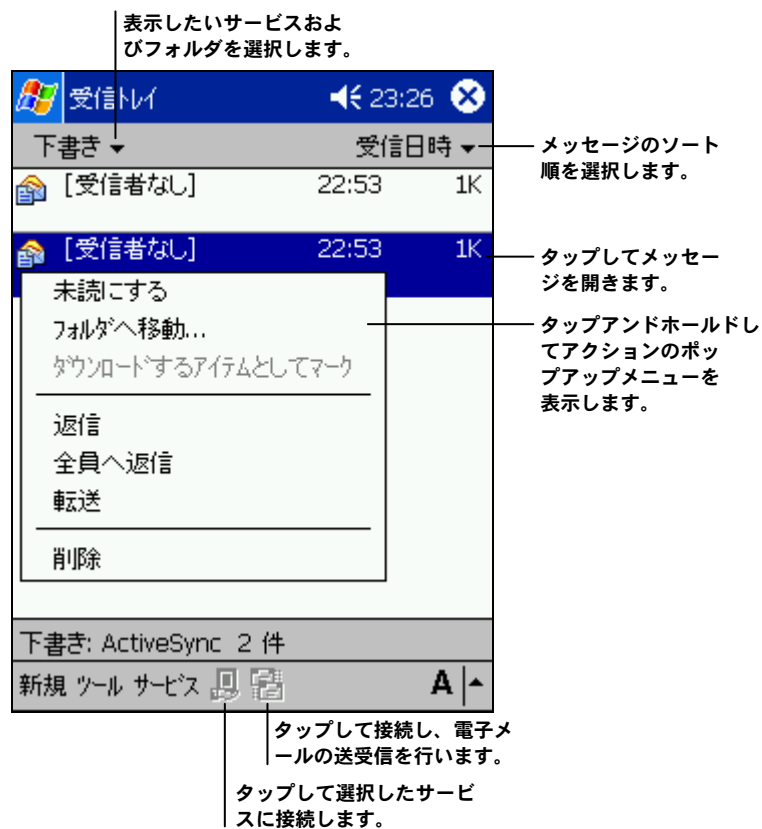 表示したいサービスおよ
びフォルダを選択します。
受信ﾄﾚｲ 23:26
下書き 受信日時
メッセージのソート
順を選択します。
[受信者なし] 22:53 1K
[受信者なし] 22:53 1K
タップしてメッセー
ジを開きます。
未読にする
ﾌｫﾙﾀﾞへ移動...
ﾀﾞｳﾝﾛｰﾄﾞするｱｲﾃﾑとしてﾏｰｸ
返信
全員へ返信
転送
削除
タップアンドホールドし
てアクションのポッ
プアップメニューを
表示します。
下書き: ActiveSync 2 件
新規 ﾂｰﾙ ｻｰﾋﾞｽ A
タップして接続し、電子メ
ールの送受信を行います。
タップして選択したサービ
スに接続します。